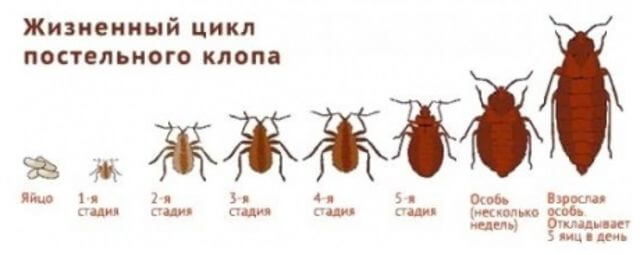 Жизненный цикл
постельного клопа
Яйцо
1-я
стадия
2-я
стадия
3-я
стадия
4-я
стадия
5-я
стадия
Особь
(несколько
недель)
Взрослая
особь.
Откладывает
5 яиц в день